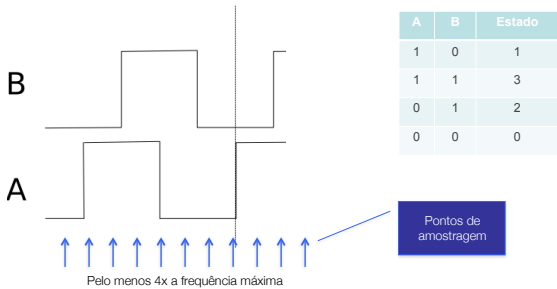 B
A
A B Estado
1 0 1
1 1 3
0 1 2
0 0 0
Pontos de
amostragem
Pelo menos 4x a frequência máxima